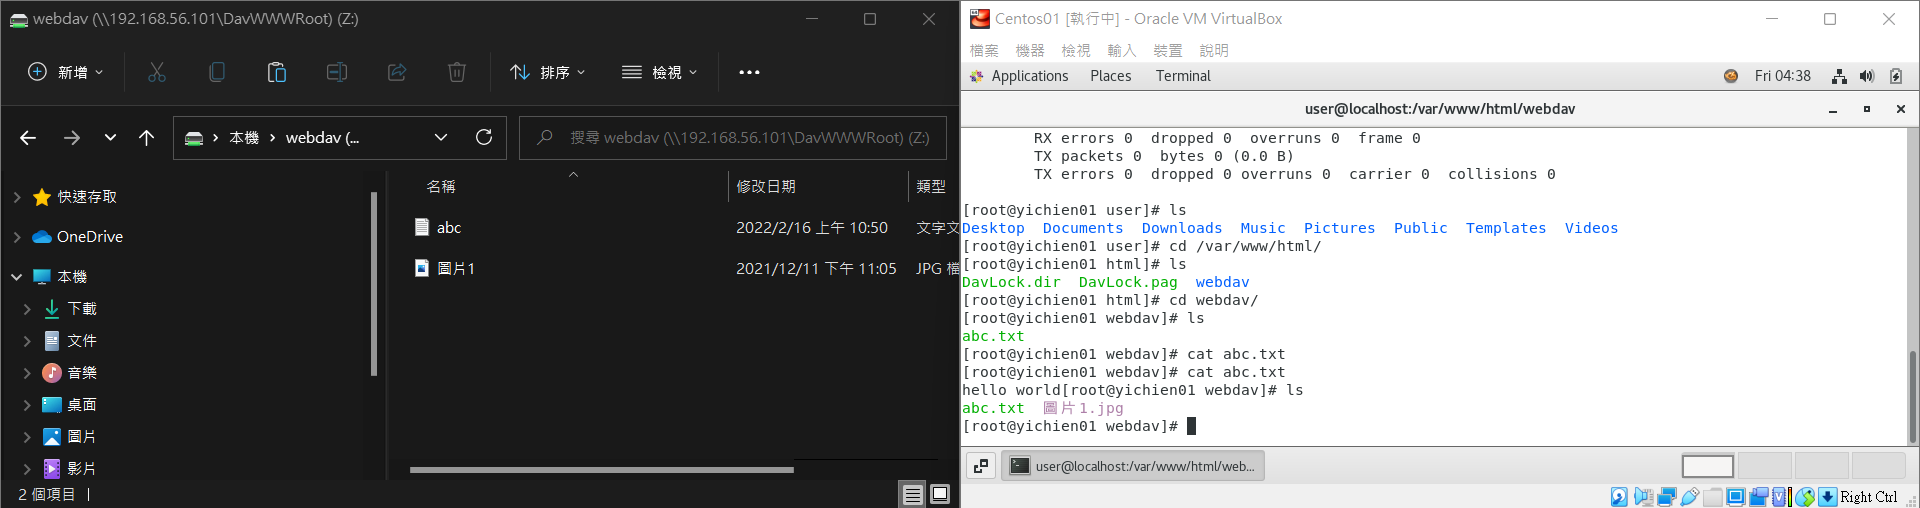 webdav (\\192.168.56.101\DavWWWRoot) (Z:)
新增
排序
檢視
本機
webdav (...
搜尋 webdav (\\192.168.56.101\DavWWWRoot) (Z:)
快速存取
OneDrive
本機
下載
文件
音樂
桌面
圖片
影片
名稱 修改日期 類型
abc 2022/2/16 上午 10:50 文字文
圖片1 2021/12/11 下午 11:05 JPG 檔
2 個項目
Centos01 [執行中] - Oracle VM VirtualBox
檔案 機器 檢視 輸入 裝置 說明
Applications Places Terminal Fri 04:38
user@localhost:/var/www/html/webdav
RX errors 0  dropped 0  overruns 0  frame 0
TX packets 0  bytes 0 (0.0 B)
TX errors 0  dropped 0 overruns 0  carrier 0  collisions 0
[root@yichien01 user]# ls
Desktop  Documents  Downloads  Music  Pictures  Public  Templates  Videos
[root@yichien01 user]# cd /var/www/html/
[root@yichien01 html]# ls
DavLock.dir  DavLock.pag  webdav
[root@yichien01 html]# cd webdav/
[root@yichien01 webdav]# ls
abc.txt
[root@yichien01 webdav]# cat abc.txt
[root@yichien01 webdav]# cat abc.txt
hello world[root@yichien01 webdav]# ls
abc.txt  圖片1.jpg
[root@yichien01 webdav]#
user@localhost:/var/www/html/web...
Right Ctrl